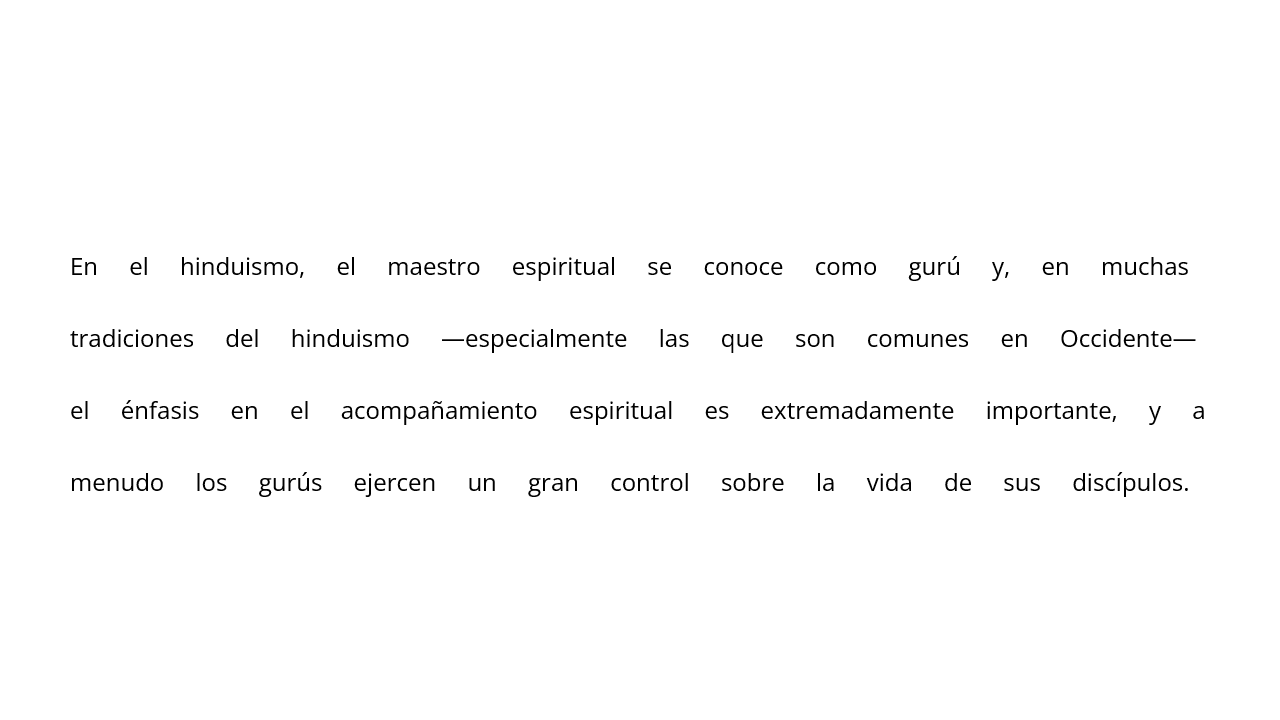 En el hinduismo, el maestro espiritual se conoce como gurú y, en muchas
tradiciones del hinduismo —especialmente las que son comunes en Occidente—
el énfasis en el acompañamiento espiritual es extremadamente importante, y a
menudo los gurús ejercen un gran control sobre la vida de sus discípulos.